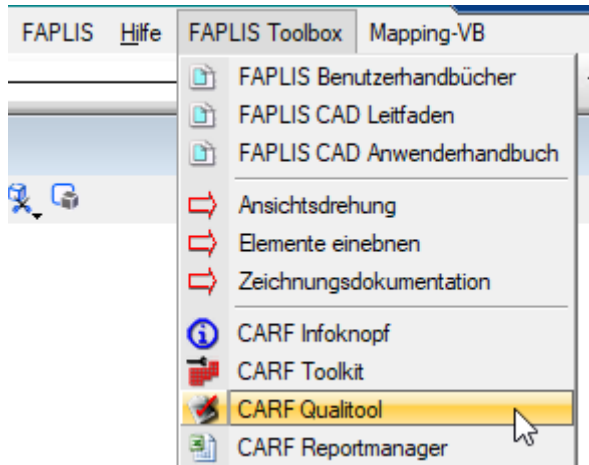 FAPLIS Hilfe FAPLIS Toolbox Mapping-VB
FAPLIS Benutzerhandbücher
FAPLIS CAD Leitfaden
FAPLIS CAD Anwenderhandbuch
Ansichtsdrehung
Elemente einebnen
Zeichnungsdokumentation
CARF Infoknopf
CARF Toolkit
CARF Qualitool
CARF Reportmanager